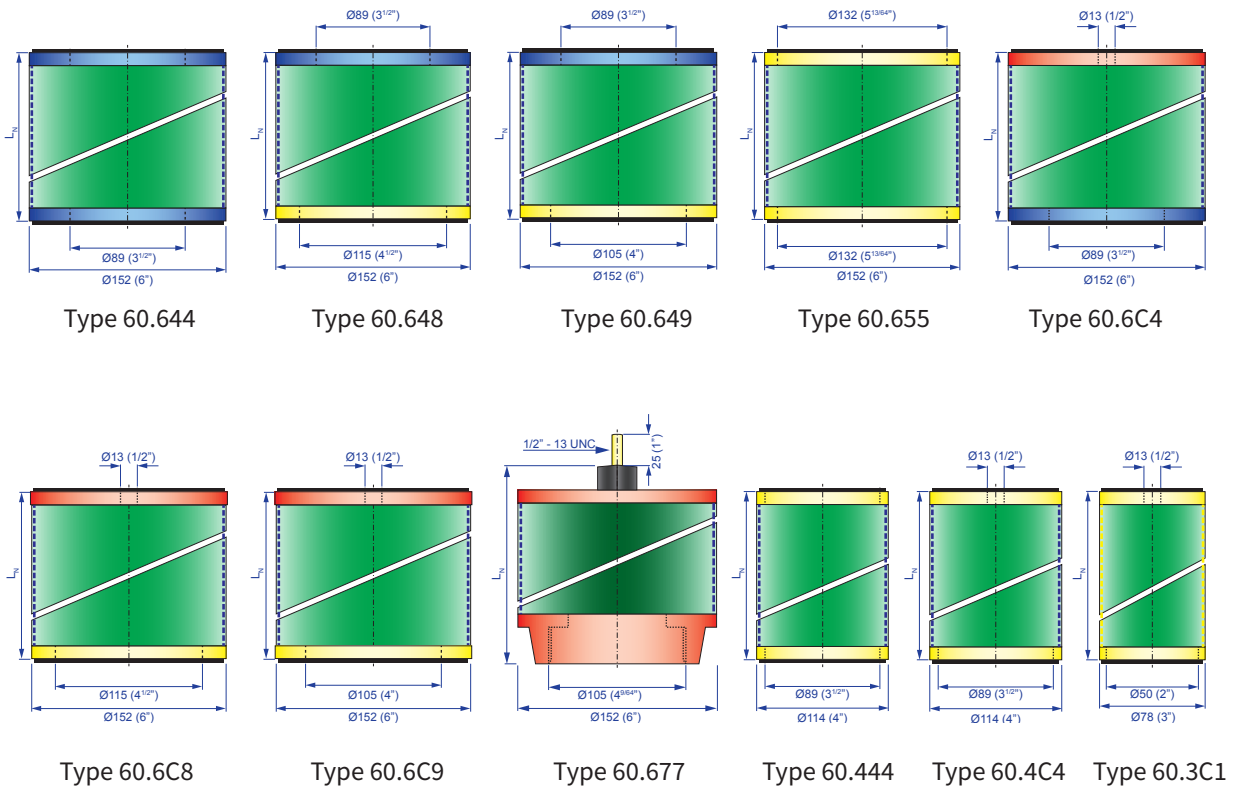 Ø89 (3 1/2") Ø89 (3 1/2") Ø132 (5 13/64") Ø13 (1/2")
LN LN LN LN LN
Ø89 (3 1/2") Ø115 (4 1/2") Ø105 (4") Ø132 (5 13/64") Ø89 (3 1/2")
Ø152 (6") Ø152 (6") Ø152 (6") Ø152 (6") Ø152 (6")
Type 60.644 Type 60.648 Type 60.649 Type 60.655 Type 60.6C4
1/2" - 13 UNC 25 (1")
Ø13 (1/2") Ø13 (1/2") Ø13 (1/2") Ø13 (1/2")
LN LN LN LN LN LN
Ø115 (4 1/2") Ø105 (4") Ø105 (4 9/64") Ø89 (3 1/2") Ø89 (3 1/2") Ø50 (2")
Ø152 (6") Ø152 (6") Ø152 (6") Ø114 (4") Ø114 (4") Ø78 (3")
Type 60.6C8 Type 60.6C9 Type 60.677 Type 60.444 Type 60.4C4 Type 60.3C1